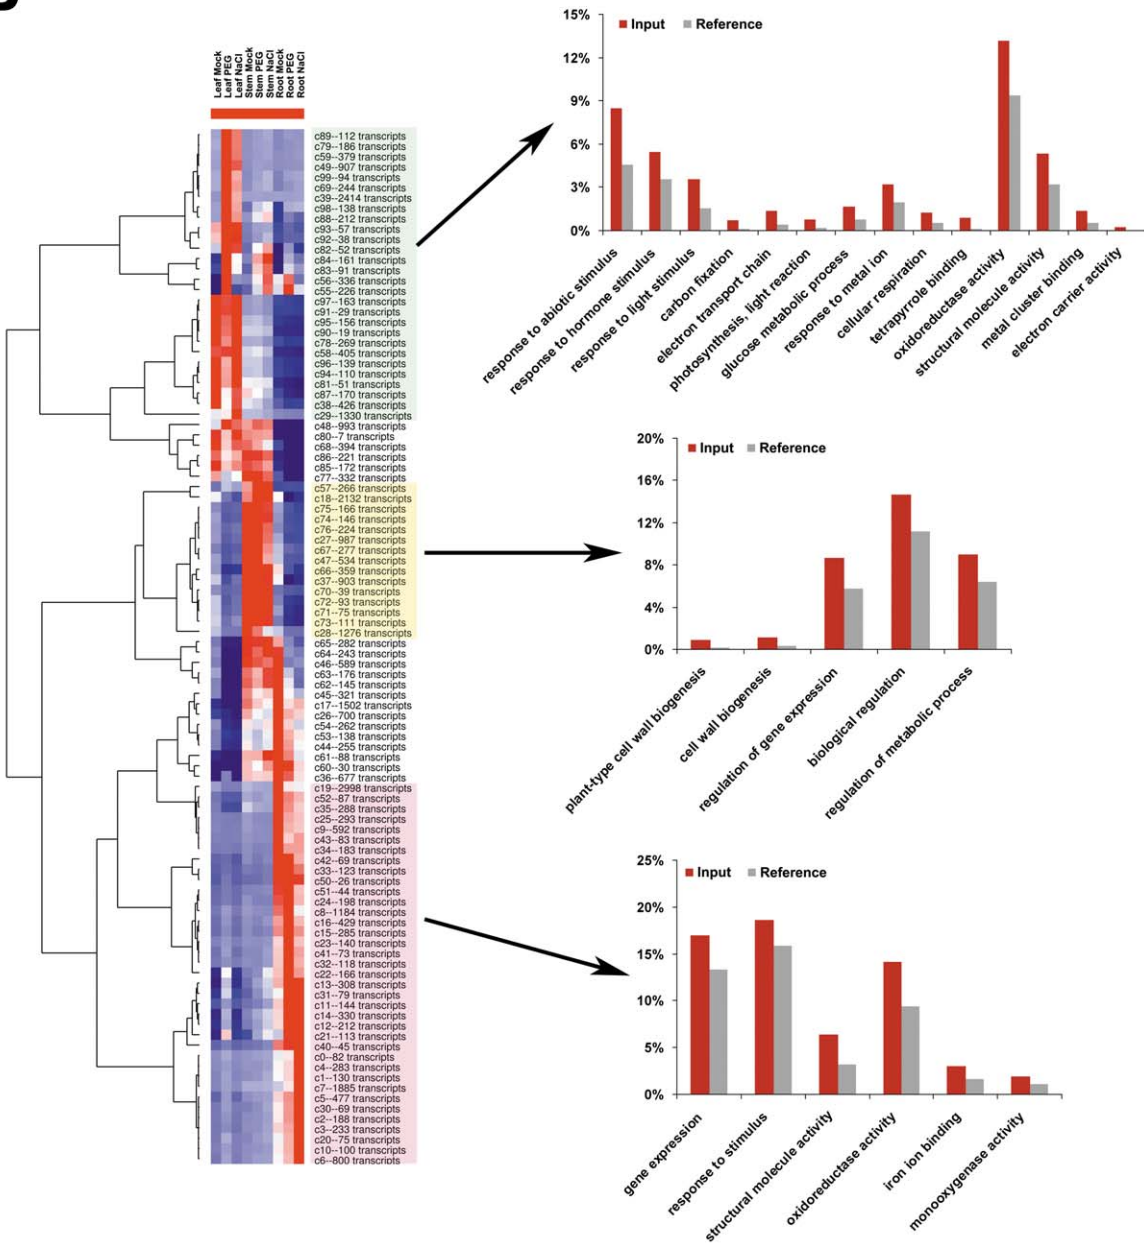 Leaf Mock
Leaf PEG
Leaf NaCl
Stem Mock
Stem PEG
Stem NaCl
Root Mock
Root PEG
Root NaCl
c89--112 transcripts
c79--186 transcripts
c59--379 transcripts
c49--907 transcripts
c99--94 transcripts
c69--244 transcripts
c39--2414 transcripts
c98--138 transcripts
c88--212 transcripts
c93--57 transcripts
c92--38 transcripts
c82--52 transcripts
c84--161 transcripts
c83--91 transcripts
c56--336 transcripts
c55--226 transcripts
c97--163 transcripts
c91--29 transcripts
c95--156 transcripts
c90--19 transcripts
c78--269 transcripts
c58--405 transcripts
c96--139 transcripts
c94--110 transcripts
c81--51 transcripts
c87--170 transcripts
c38--426 transcripts
c29--1330 transcripts
c48--993 transcripts
c80--7 transcripts
c68--394 transcripts
c86--221 transcripts
c85--172 transcripts
c77--332 transcripts
c57--266 transcripts
c18--2132 transcripts
c75--166 transcripts
c74--146 transcripts
c76--224 transcripts
c27--987 transcripts
c67--277 transcripts
c47--534 transcripts
c66--359 transcripts
c37--903 transcripts
c70--39 transcripts
c72--93 transcripts
c71--75 transcripts
c73--111 transcripts
c28--1276 transcripts
c65--282 transcripts
c64--243 transcripts
c46--589 transcripts
c63--176 transcripts
c62--145 transcripts
c45--321 transcripts
c17--1502 transcripts
c26--700 transcripts
c54--262 transcripts
c53--138 transcripts
c44--255 transcripts
c61--88 transcripts
c60--30 transcripts
c36--677 transcripts
c19--2998 transcripts
c52--87 transcripts
c35--288 transcripts
c25--293 transcripts
c9--592 transcripts
c43--83 transcripts
c34--183 transcripts
c42--69 transcripts
c33--123 transcripts
c50--26 transcripts
c51--44 transcripts
c24--198 transcripts
c8--1184 transcripts
c16--429 transcripts
c15--285 transcripts
c23--140 transcripts
c41--73 transcripts
c32--118 transcripts
c22--166 transcripts
c13--308 transcripts
c31--79 transcripts
c11--144 transcripts
c14--330 transcripts
c12--212 transcripts
c21--113 transcripts
c40--45 transcripts
c0--82 transcripts
c4--283 transcripts
c1--130 transcripts
c7--1885 transcripts
c5--477 transcripts
c30--69 transcripts
c2--188 transcripts
c3--233 transcripts
c20--75 transcripts
c10--100 transcripts
c6--800 transcripts
Input Reference
15%
12%
9%
6%
3%
0%
response to abiotic stimulus
response to hormone stimulus
response to light stimulus
carbon fixation
electron transport chain
photosynthesis, light reaction
glucose metabolic process
response to metal ion
cellular respiration
tetrapyrrole binding
oxidoreductase activity
structural molecule activity
metal cluster binding
electron carrier activity
Input Reference
20%
16%
12%
8%
4%
0%
plant-type cell wall biogenesis
cell wall biogenesis
regulation of gene expression
biological regulation
regulation of metabolic process
Input Reference
25%
20%
15%
10%
5%
0%
gene expression
response to stimulus
structural molecule activity
oxidoreductase activity
iron ion binding
monooxygenase activity